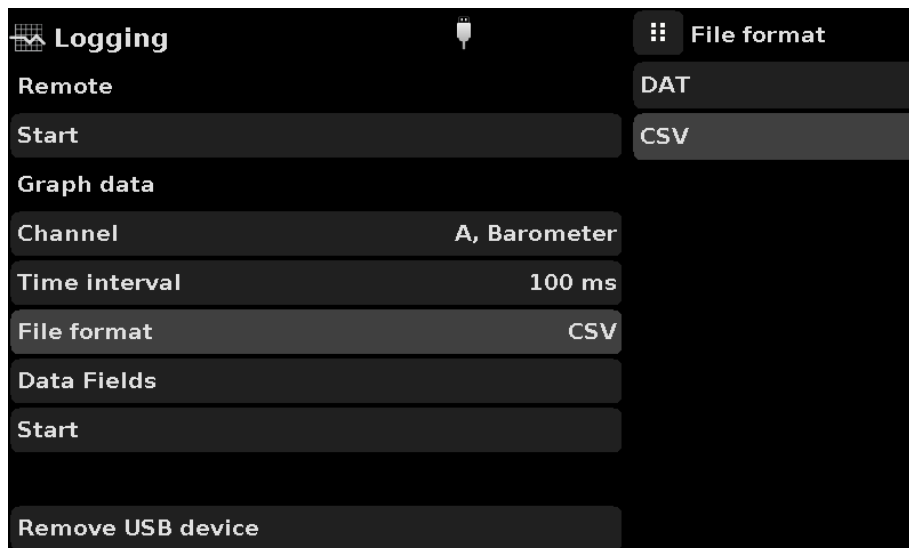 Logging
Remote
Start
Graph data
Channel A, Barometer
Time interval 100 ms
File format CSV
Data Fields
Start
Remove USB device
File format
DAT
CSV